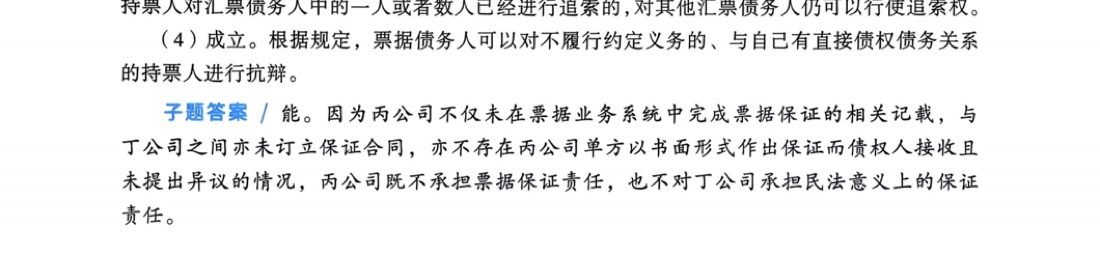 持票人对汇票债务人中的一人或者数人已经进行追索的,对其他汇票债务人仍可以行使追索权。
（4）成立。根据规定，票据债务人可以对不履行约定义务的、与自己有直接债权债务关系
的持票人进行抗辩。
子题答案 / 能。因为丙公司不仅未在票据业务系统中完成票据保证的相关记载，与
丁公司之间亦未订立保证合同，亦不存在丙公司单方以书面形式作出保证而债权人接收且
未提出异议的情况，丙公司既不承担票据保证责任，也不对丁公司承担民法意义上的保证
责任。